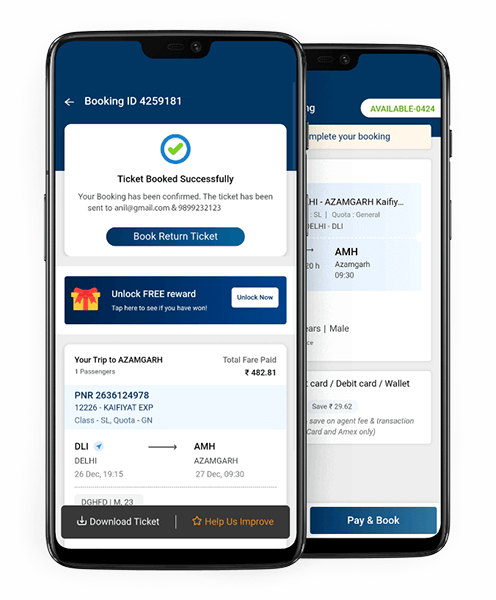 Booking ID 4259181
Ticket Booked Successfully
Your Booking has been confirmed. The ticket has been
sent to anil@gmail.com & 9899232123
Book Return Ticket
Unlock FREE reward
Tap here to see if you have won!
Unlock Now
Your Trip to AZAMGARH
Total Fare Paid
1 Passengers
₹ 482.81
PNR 2636124978
12226 - KAIFIYAT EXP
Class - SL, Quota - GN
DLI
AMH
DELHI
AZAMGARH
26 Dec, 19:15
27 Dec, 09:30
DGHFD | M, 23
Download Ticket
Help Us Improve
ng
AVAILABLE-0424
mplete your booking
HI - AZAMGARH Kaifiy...
: SL | Quota : General
DELHI - DLI
AMH
20 h
Azamgarh
09:30
ears | Male
ce
t card / Debit card / Wallet
Save ₹ 29.62
save on agent fee & transaction
(Card and Amex only)
Pay & Book